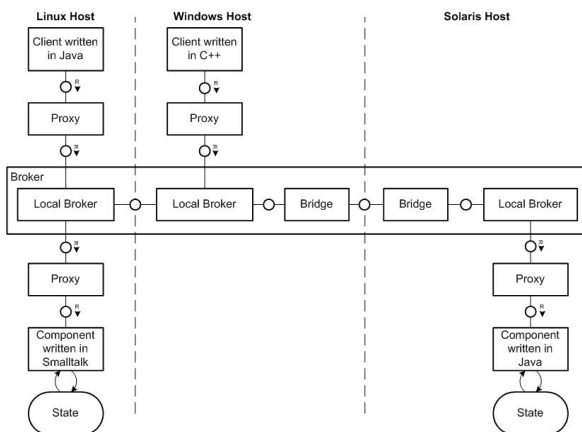 Linux Host
Windows Host
Solaris Host
Client written
in Java
Client written
in C++
R
R
Proxy
Proxy
R
R
Broker
Local Broker
Local Broker
Bridge
Bridge
Local Broker
R
R
Proxy
Proxy
R
R
Component
written in
Smalltalk
Component
written in
Java
State
State